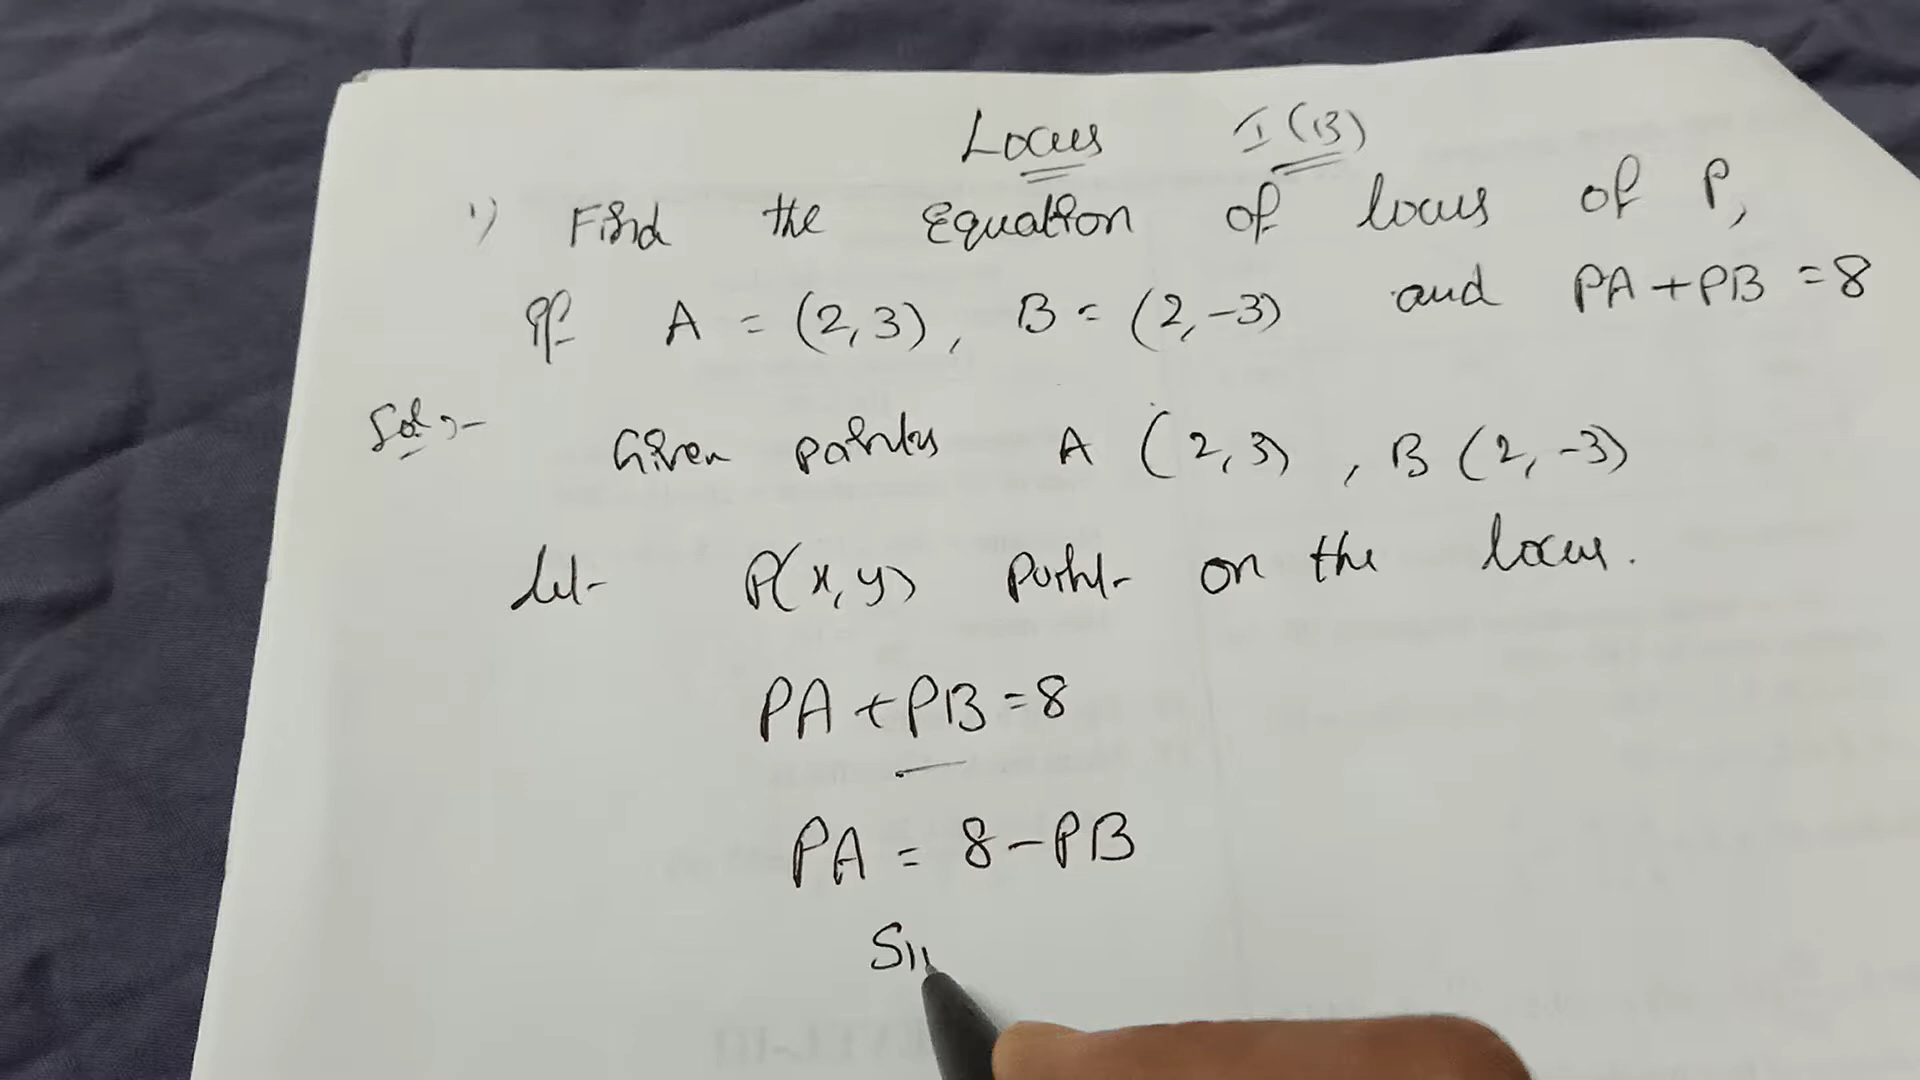 Locus I(B)
1) Find the Equation of locus of P,
if A = (2,3), B = (2,-3) and PA+PB = 8
Sol:- Given points A (2,3), B (2,-3)
let P(x,y) point on the locus.
PA + PB = 8
PA = 8-PB